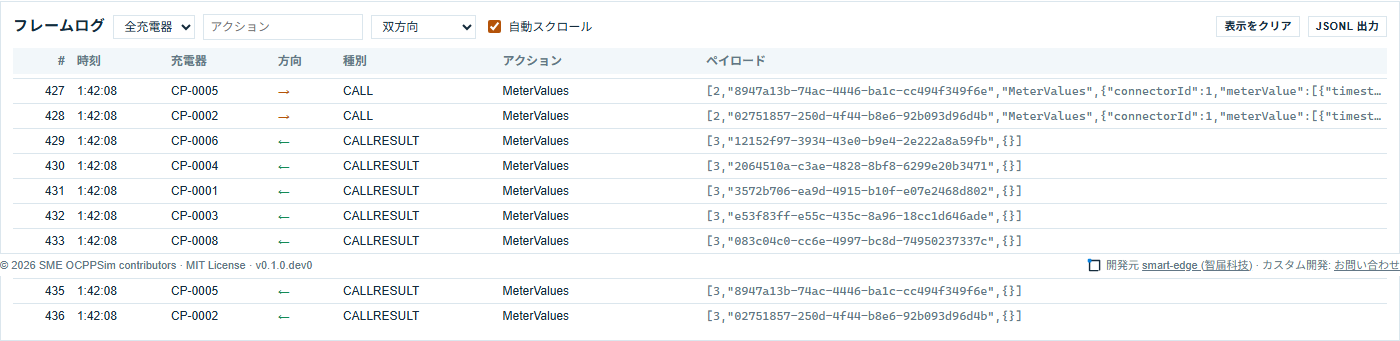 フレームログ 全充電器 アクション 双方向 自動スクロール 表示をクリア JSONL 出力
# 時刻 充電器 方向 種別 アクション ペイロード
427 1:42:08 CP-0005 → CALL MeterValues [2,"8947a13b-74ac-4446-ba1c-cc494f349f6e","MeterValues",{"connectorId":1,"meterValue":[{"timest…
428 1:42:08 CP-0002 → CALL MeterValues [2,"02751857-250d-4f44-b8e6-92b093d96d4b","MeterValues",{"connectorId":1,"meterValue":[{"timest…
429 1:42:08 CP-0006 ← CALLRESULT MeterValues [3,"12152f97-3934-43e0-b9e4-2e222a8a59fb",{}]
430 1:42:08 CP-0004 ← CALLRESULT MeterValues [3,"2064510a-c3ae-4828-8bf8-6299e20b3471",{}]
431 1:42:08 CP-0001 ← CALLRESULT MeterValues [3,"3572b706-ea9d-4915-b10f-e07e2468d802",{}]
432 1:42:08 CP-0003 ← CALLRESULT MeterValues [3,"e53f83ff-e55c-435c-8a96-18cc1d646ade",{}]
433 1:42:08 CP-0008 ← CALLRESULT MeterValues [3,"083c04c0-cc6e-4997-bc8d-74950237337c",{}]
© 2026 SME OCPPSim contributors · MIT License · v0.1.0.dev0 開発元 smart-edge (智届科技) · カスタム開発: お問い合わせ
435 1:42:08 CP-0005 ← CALLRESULT MeterValues [3,"8947a13b-74ac-4446-ba1c-cc494f349f6e",{}]
436 1:42:08 CP-0002 ← CALLRESULT MeterValues [3,"02751857-250d-4f44-b8e6-92b093d96d4b",{}]